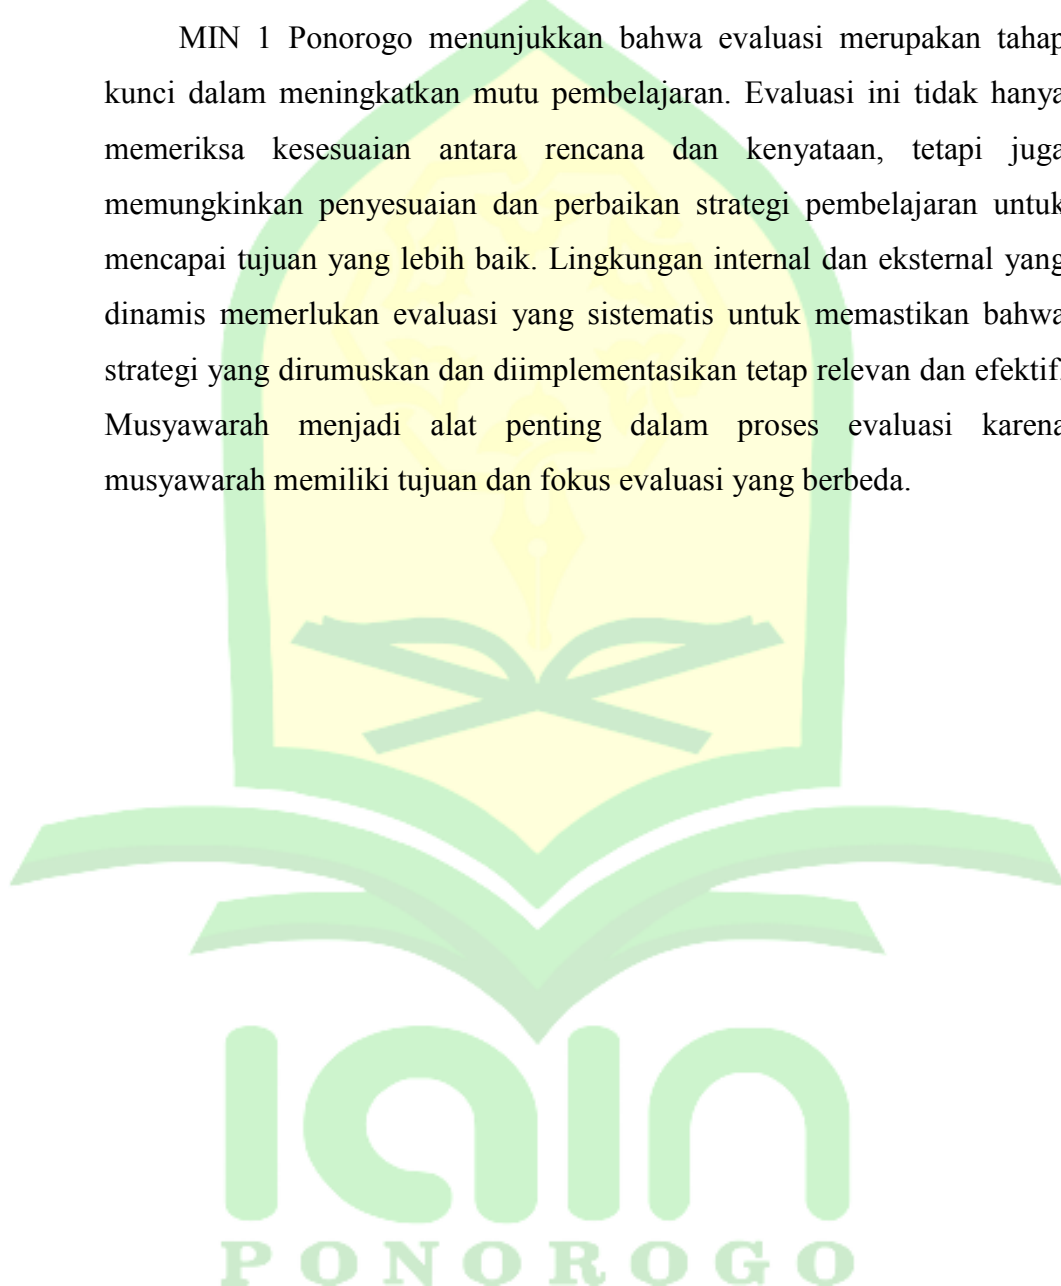 MIN 1 Ponorogo menunjukkan bahwa evaluasi merupakan tahap
kunci dalam meningkatkan mutu pembelajaran. Evaluasi ini tidak hanya
memeriksa kesesuaian antara rencana dan kenyataan, tetapi juga
memungkinkan penyesuaian dan perbaikan strategi pembelajaran untuk
mencapai tujuan yang lebih baik. Lingkungan internal dan eksternal yang
dinamis memerlukan evaluasi yang sistematis untuk memastikan bahwa
strategi yang dirumuskan dan diimplementasikan tetap relevan dan efektif.
Musyawarah menjadi alat penting dalam proses evaluasi karena
musyawarah memiliki tujuan dan fokus evaluasi yang berbeda.
iain
PONOROGO